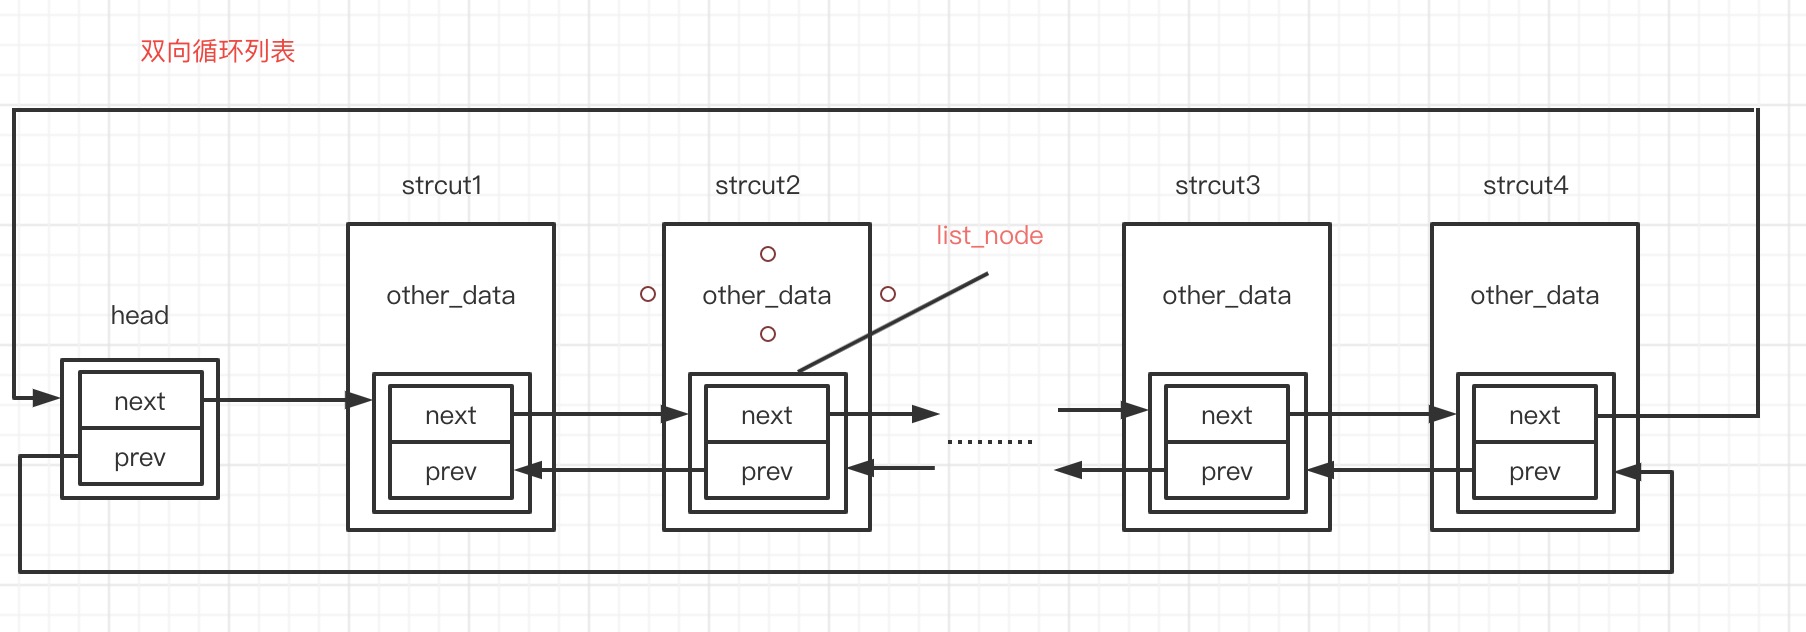 双向循环列表
strcut1
strcut2
strcut3
strcut4
list_node
other_data
other_data
other_data
other_data
head
next
prev
next
prev
next
prev
next
prev
next
prev